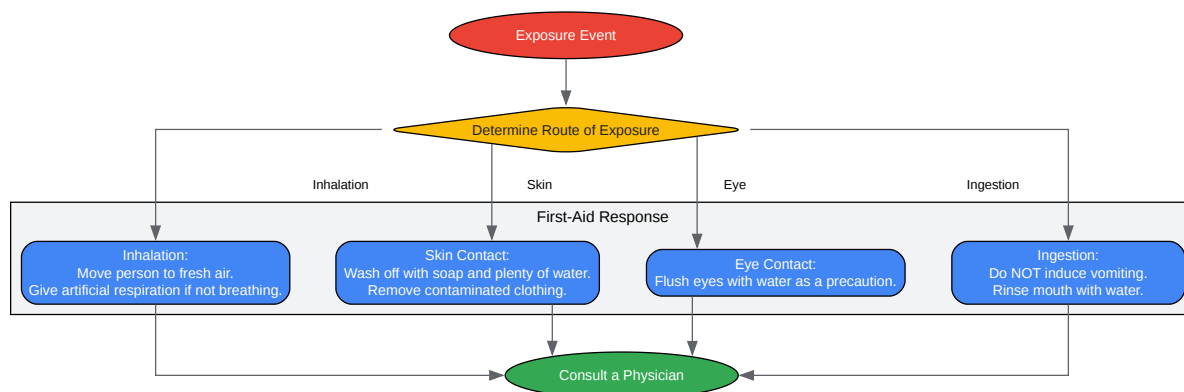 Exposure Event
Determine Route of Exposure
Inhalation
Skin
Eye
Ingestion
First-Aid Response
Inhalation:
Move person to fresh air.
Give artificial respiration if not breathing.
Skin Contact:
Wash off with soap and plenty of water.
Remove contaminated clothing.
Eye Contact:
Flush eyes with water as a precaution.
Ingestion:
Do NOT induce vomiting.
Rinse mouth with water.
Consult a Physician